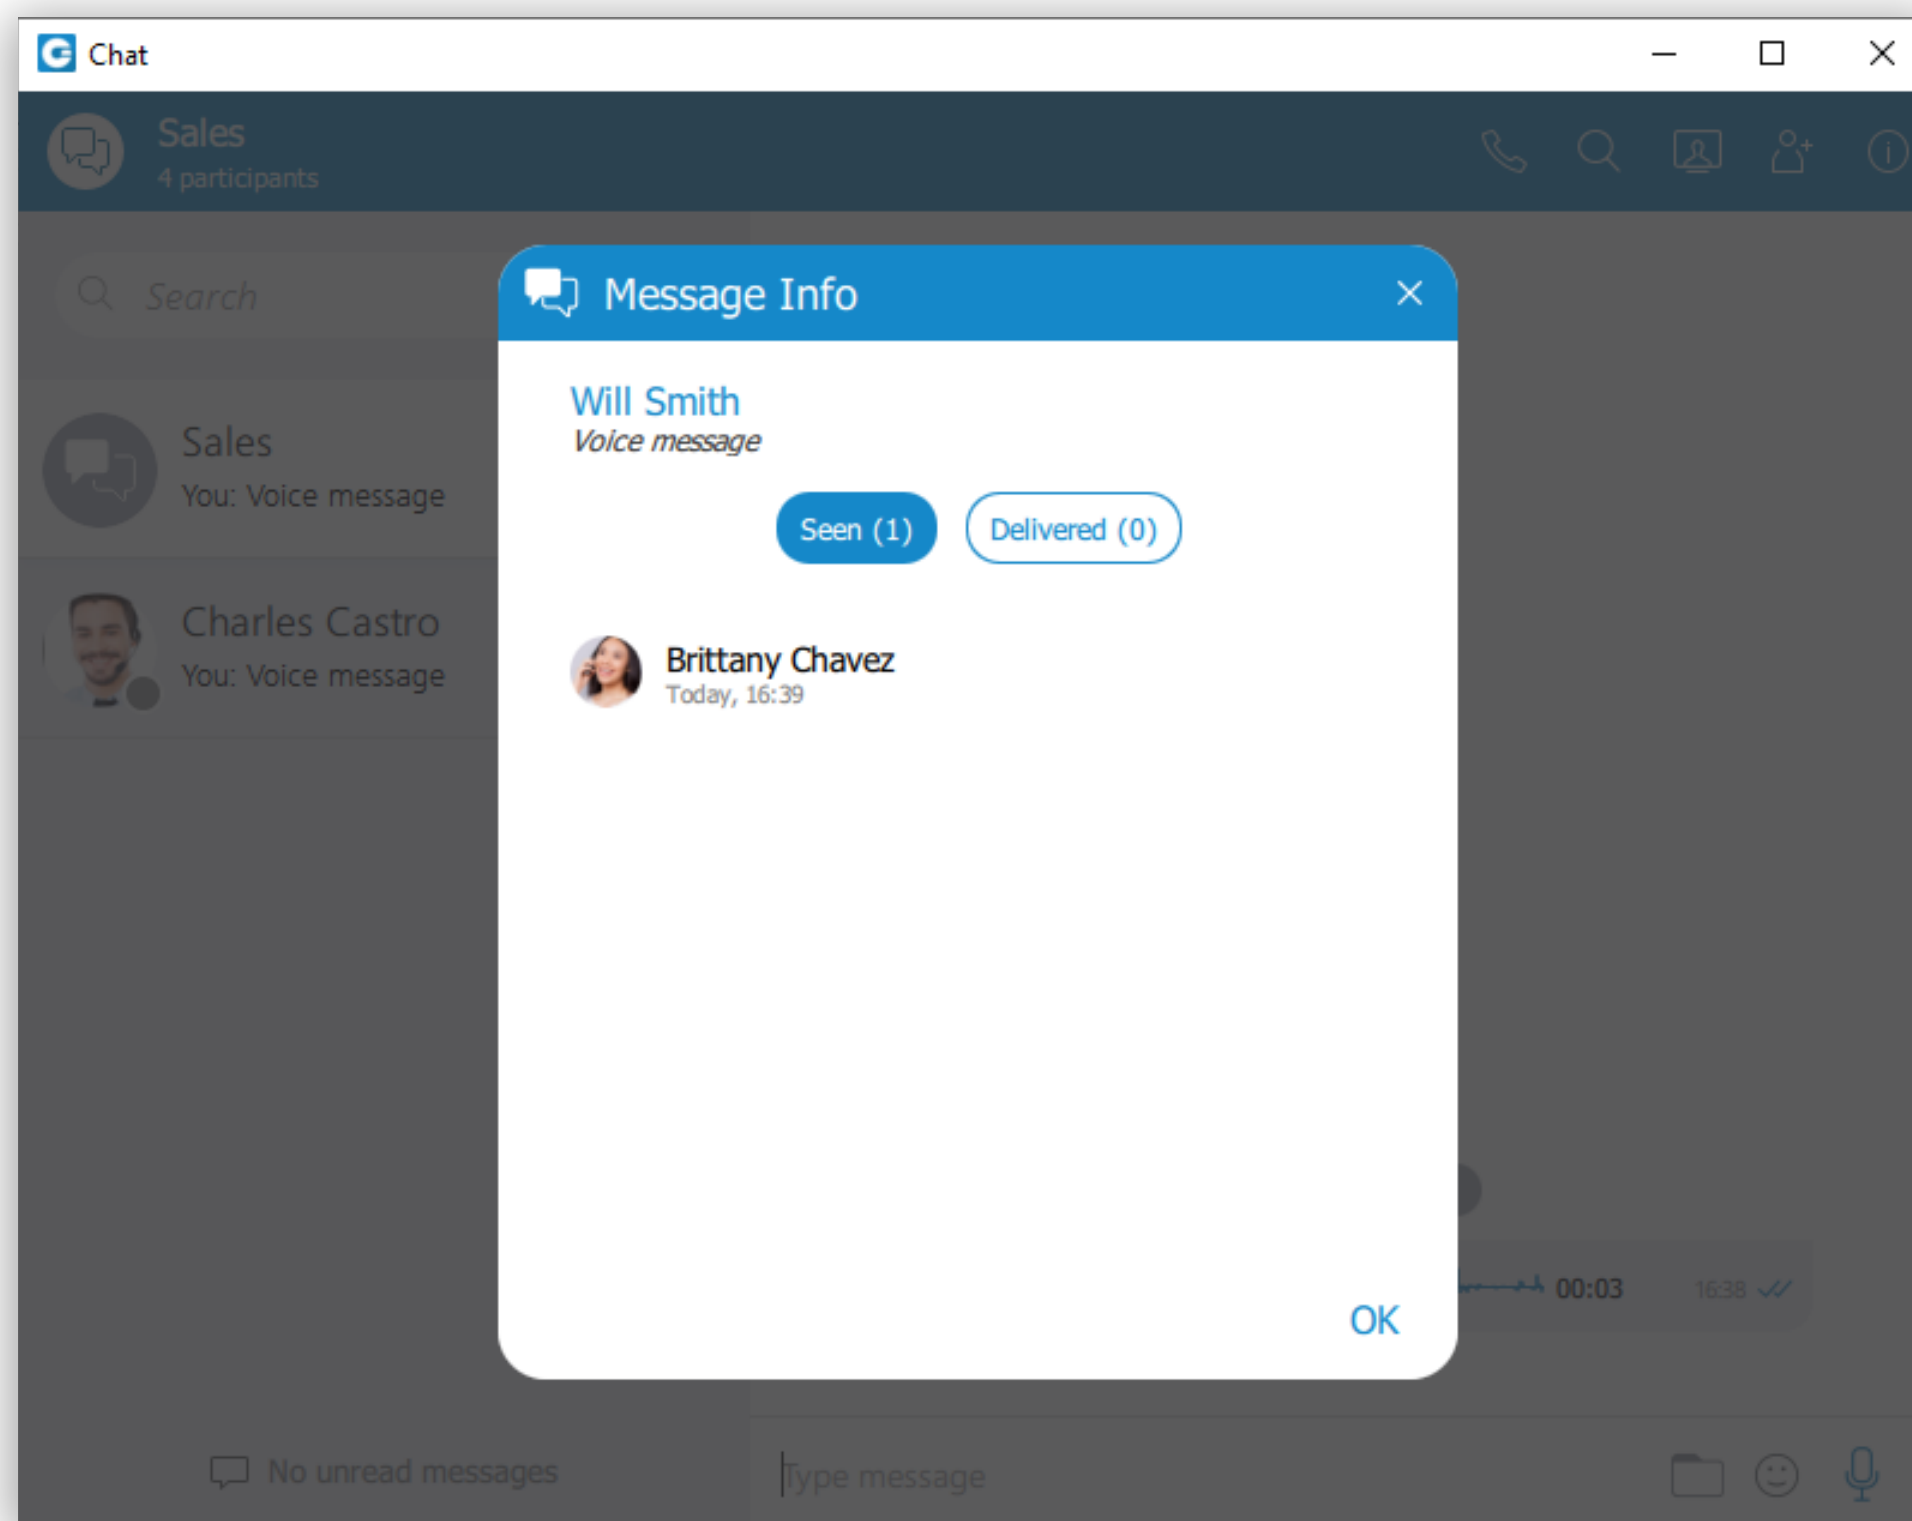 Chat
Sales
4 participants
Search
Sales
You: Voice message
Charles Castro
You: Voice message
No unread messages
Message Info
Will Smith
Voice message
Seen (1)
Delivered (0)
Brittany Chavez
Today, 16:39
OK
00:03
16:38
Type message